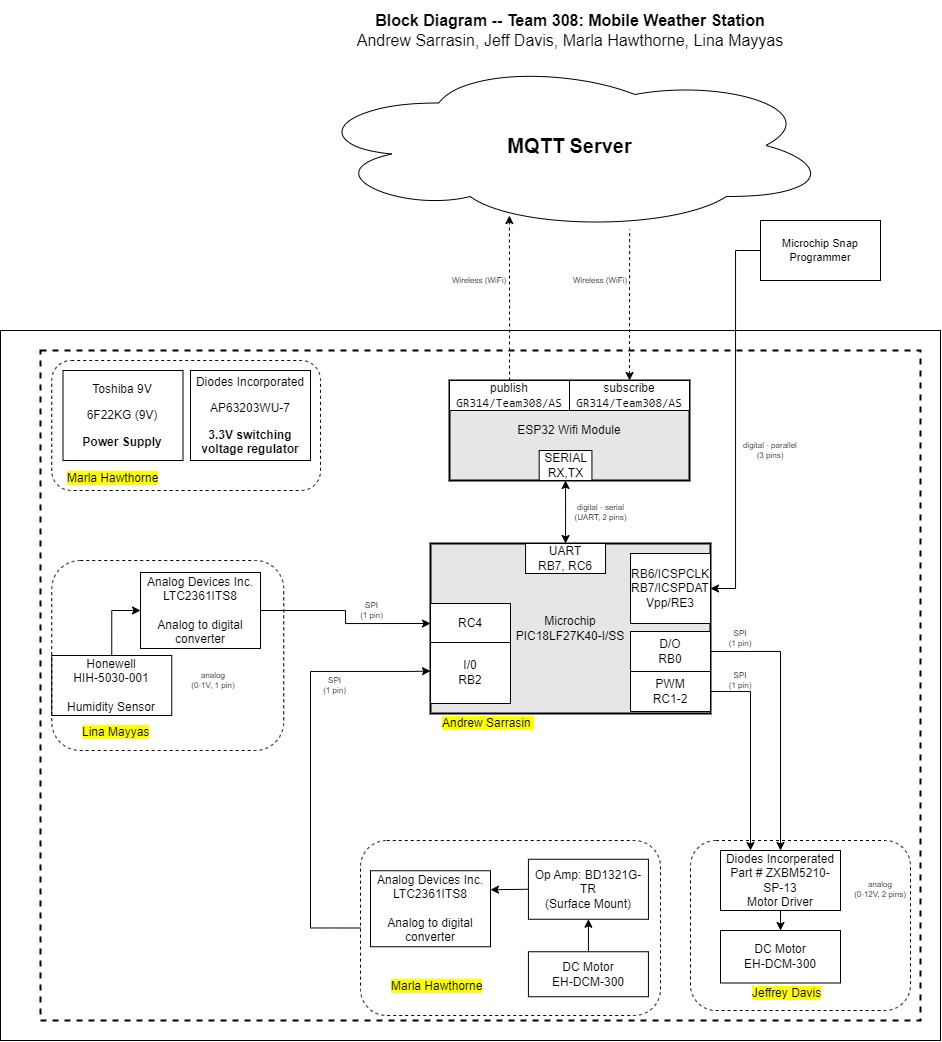 Block Diagram -- Team 308: Mobile Weather Station
Andrew Sarrasin, Jeff Davis, Marla Hawthorne, Lina Mayyas
MQTT Server
Microchip Snap
Programmer
Wireless (WiFi)
Wireless (WiFi)
Toshiba 9V
6F22KG (9V)
Power Supply
Diodes Incorporated
AP63203WU-7
3.3V switching
voltage regulator
Marla Hawthorne
publish
GR314/Team308/AS
subscribe
GR314/Team308/AS
ESP32 Wifi Module
SERIAL
RX,TX
digital - parallel
(3 pins)
digital - serial
(UART, 2 pins)
UART
RB7, RC6
RB6/ICSPCLK
RB7/ICSPDAT
Vpp/RE3
Analog Devices Inc.
LTC2361ITS8
Analog to digital
converter
SPI
(1 pin)
RC4
Microchip
PIC18LF27K40-I/SS
D/O
RB0
SPI
(1 pin)
Honewell
HIH-5030-001
Humidity Sensor
analog
(0-1V, 1 pin)
SPI
(1 pin)
I/0
RB2
PWM
RC1-2
SPI
(1 pin)
Lina Mayyas
Andrew Sarrasin
Analog Devices Inc.
LTC2361ITS8
Analog to digital
converter
Op Amp: BD1321G-
TR
(Surface Mount)
DC Motor
EH-DCM-300
Marla Hawthorne
Diodes Incorperated
Part # ZXBM5210-
SP-13
Motor Driver
analog
(0-12V, 2 pins)
DC Motor
EH-DCM-300
Jeffrey Davis